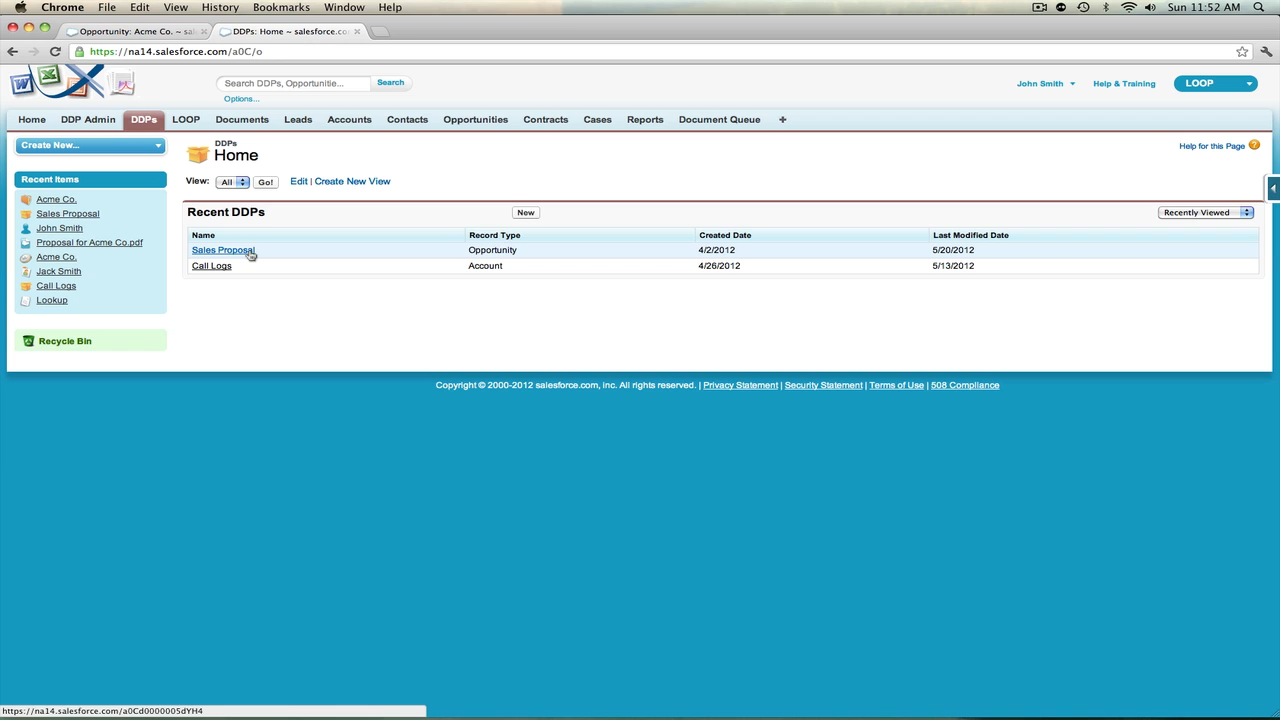 Chrome File Edit View History Bookmarks Window Help Sun 11:52 AM
Opportunity: Acme Co. ~ sal × DDPs: Home ~ salesforce.co ×
https://na14.salesforce.com/a0C/o
Search DDPs, Opportunitie... Search John Smith Help & Training LOOP
Options...
Home DDP Admin DDPs LOOP Documents Leads Accounts Contacts Opportunities Contracts Cases Reports Document Queue +
Create New...
DDPs
Home
Help for this Page ?
View: All Go! Edit | Create New View
Recent Items
Acme Co.
Sales Proposal
John Smith
Proposal for Acme Co.pdf
Acme Co.
Jack Smith
Call Logs
Lookup
Recycle Bin
Recent DDPs New Recently Viewed
Name Record Type Created Date Last Modified Date
Sales Proposal Opportunity 4/2/2012 5/20/2012
Call Logs Account 4/26/2012 5/13/2012
Copyright © 2000-2012 salesforce.com, inc. All rights reserved. | Privacy Statement | Security Statement | Terms of Use | 508 Compliance
https://na14.salesforce.com/a0Cd0000005dYH4